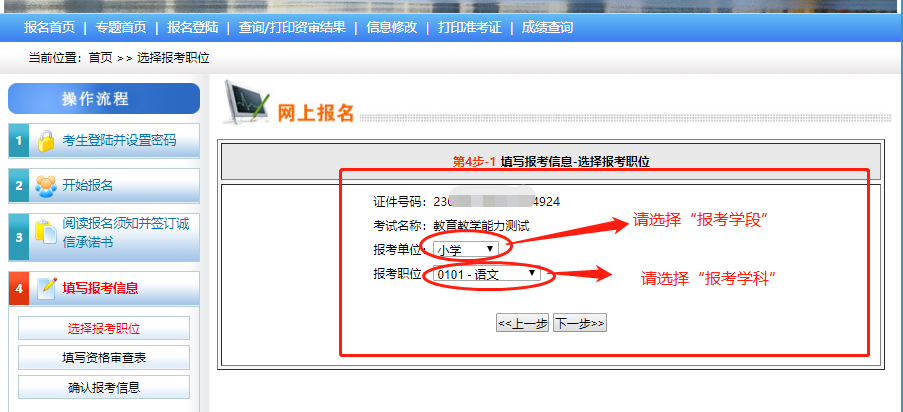 报名首页 | 专题首页 | 报名登陆 | 查询/打印资审结果 | 信息修改 | 打印准考证 | 成绩查询
当前位置：首页 >> 选择报考职位
操作流程
1 考生登陆并设置密码
2 开始报名
3 阅读报名须知并签订诚
信承诺书
4 填写报考信息
选择报考职位
填写资格审查表
确认报考信息
网上报名
第4步-1 填写报考信息-选择报考职位
证件号码：230 4924
考试名称：教育教学能力测试
报考单位：小学
请选择“报考学段”
报考职位：0101 - 语文
请选择“报考学科”
<<上一步 下一步>>